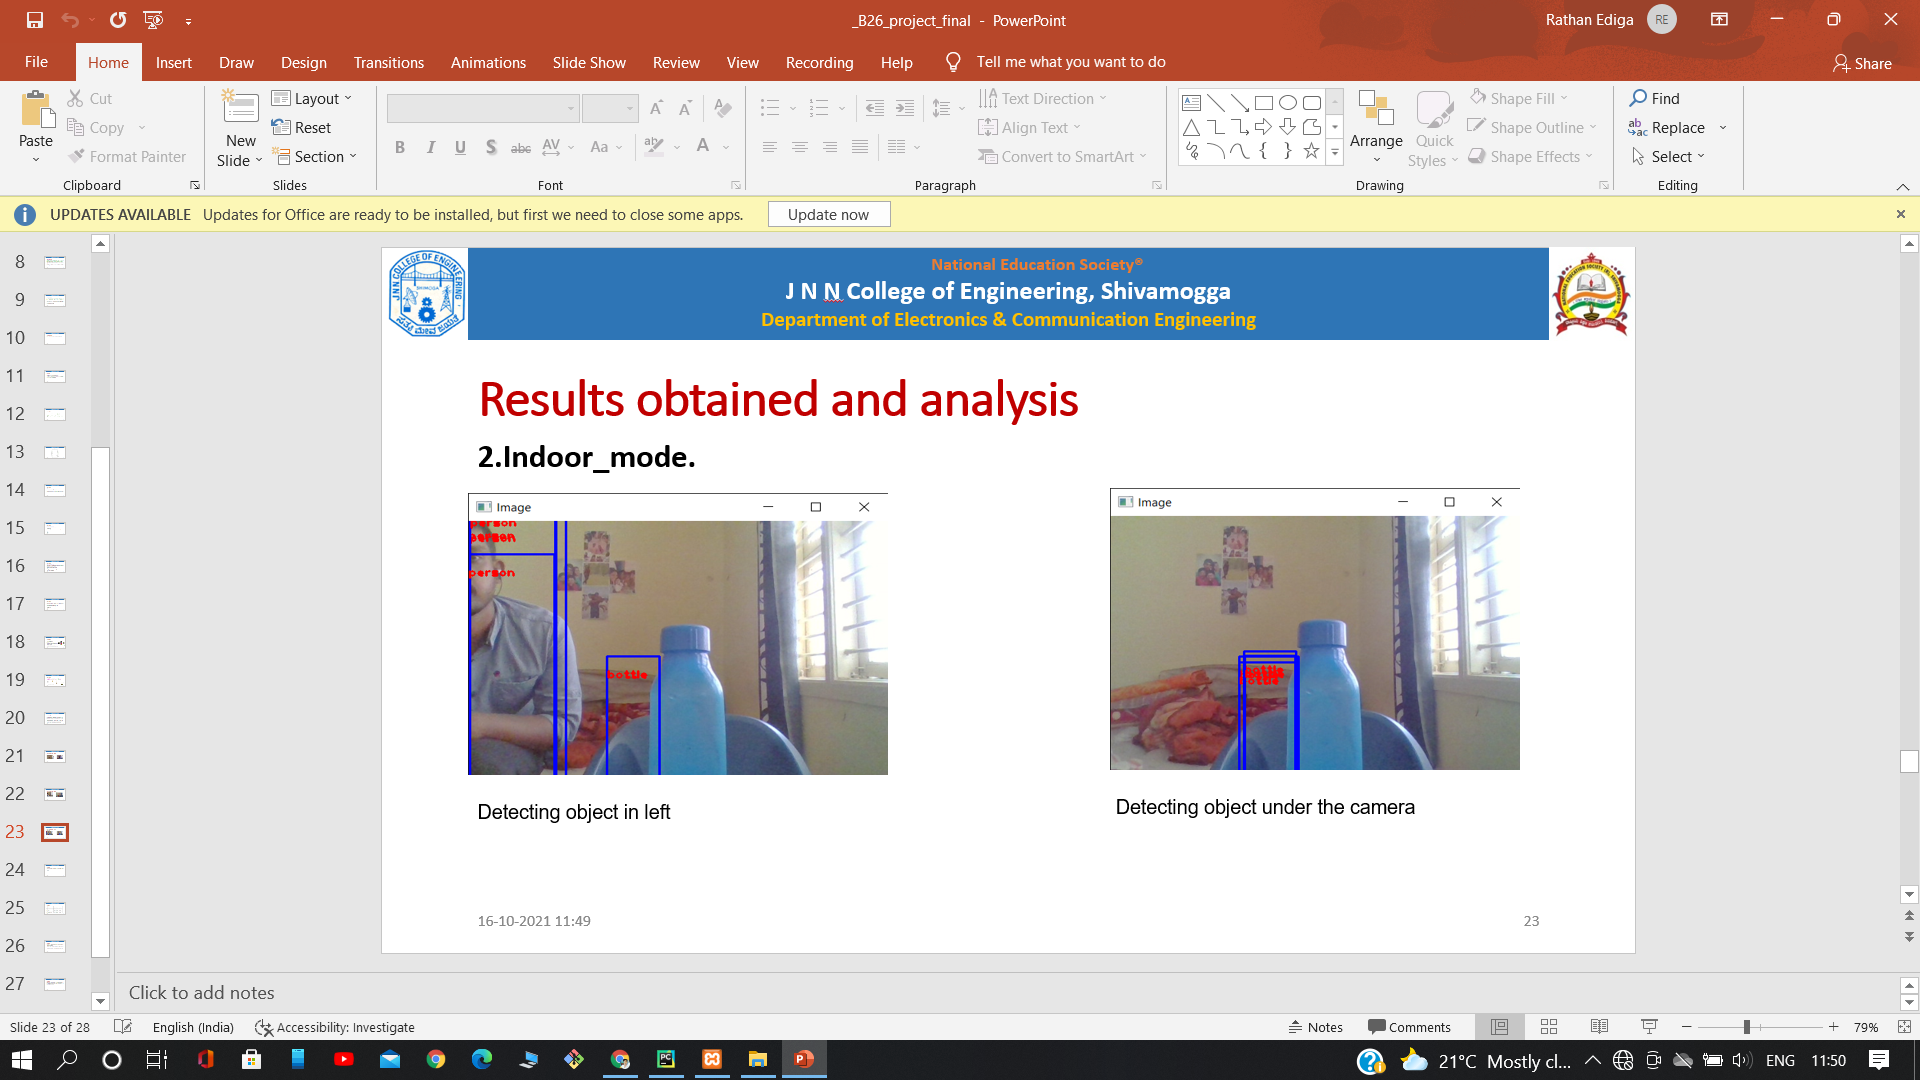 _B26_project_final - PowerPoint
Rathan Ediga
RE
File
Home
Insert
Draw
Design
Transitions
Animations
Slide Show
Review
View
Recording
Help
Tell me what you want to do
Share
Paste
Cut
Copy
Format Painter
Clipboard
New
Slide
Layout
Reset
Section
Slides
Font
B I U S abc AV Aa A
Paragraph
Text Direction
Align Text
Convert to SmartArt
Arrange
Quick
Styles
Shape Fill
Shape Outline
Shape Effects
Drawing
Find
Replace
Select
Editing
UPDATES AVAILABLE Updates for Office are ready to be installed, but first we need to close some apps.
Update now
8
9
10
11
12
13
14
15
16
17
18
19
20
21
22
23
24
25
26
27
National Education Society®
J N N College of Engineering, Shivamogga
Department of Electronics & Communication Engineering
Results obtained and analysis
2.Indoor_mode.
Image
person
person
person
bottle
Image
bottle
bottle
Detecting object in left
Detecting object under the camera
16-10-2021 11:49
23
Click to add notes
Slide 23 of 28
English (India)
Accessibility: Investigate
Notes
Comments
79%
21°C Mostly cl...
ENG
11:50